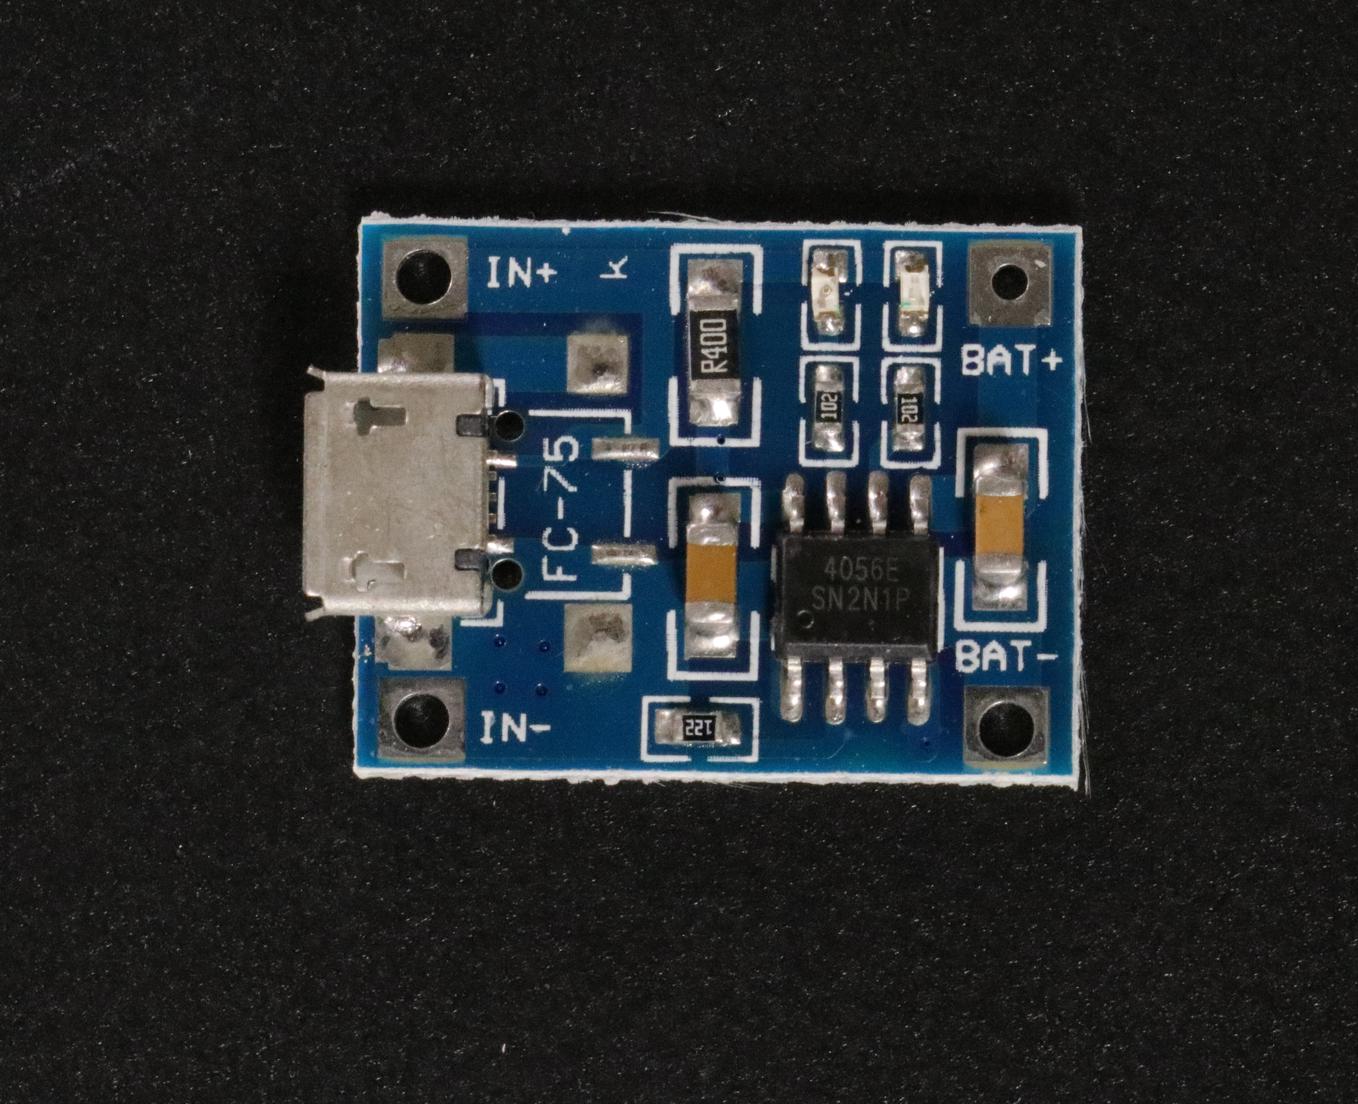 IN+
K
R400
102
102
BAT+
FC-75
4056E
SN2N1P
BAT-
IN-
122